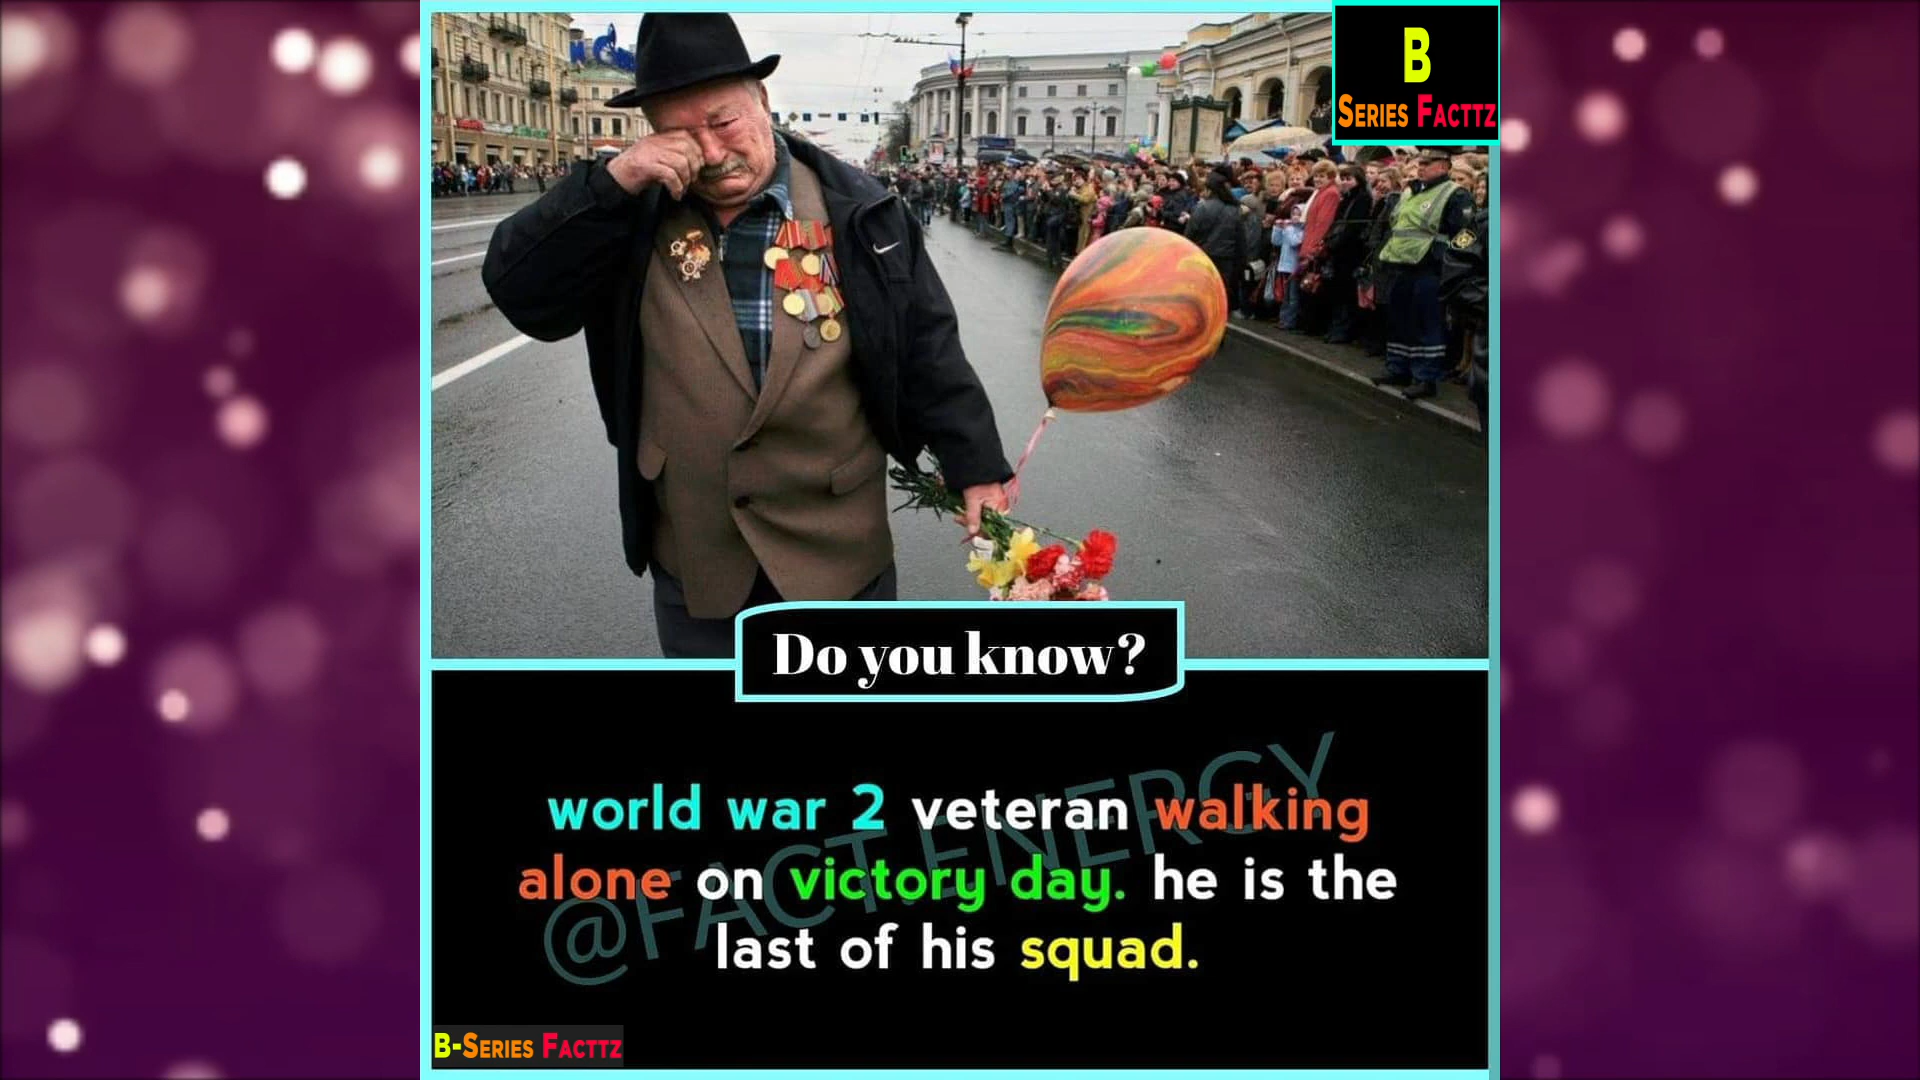 B
SERIES FACTTZ
Do you know?
world war 2 veteran walking
alone on victory day. he is the
last of his squad.
@FACT.ENERGY
B-SERIES FACTTZ